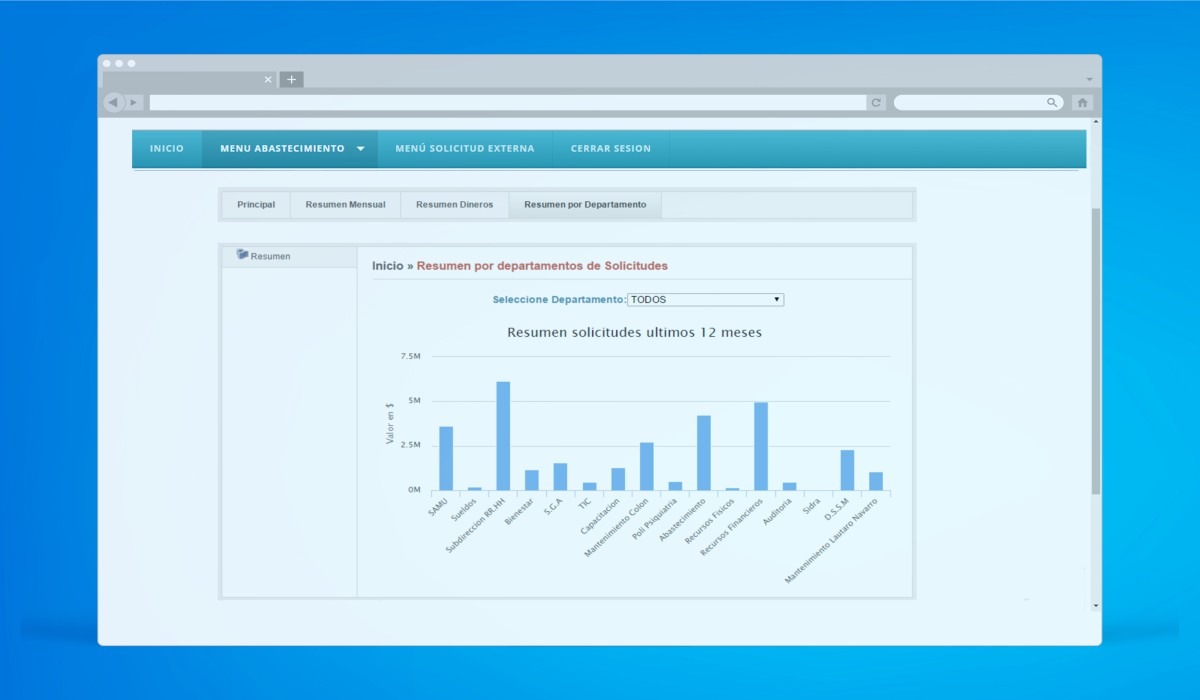 INICIO
MENU ABASTECIMIENTO
MENÚ SOLICITUD EXTERNA
CERRAR SESION
Principal
Resumen Mensual
Resumen Dineros
Resumen por Departamento
Resumen
Inicio » Resumen por departamentos de Solicitudes
Seleccione Departamento: TODOS
Resumen solicitudes ultimos 12 meses
Valor en $
7.5M
5M
2.5M
0M
SAMU
Sueldos
Subdireccion RR.HH
Bienestar
S.G.A
TIC
Capacitacion
Mantenimiento Colon
Poli Psiquiatria
Abastecimiento
Recursos Fisicos
Recursos Financieros
Auditoria
Sidra
D.S.S.M
Mantenimiento Lautaro Navarro